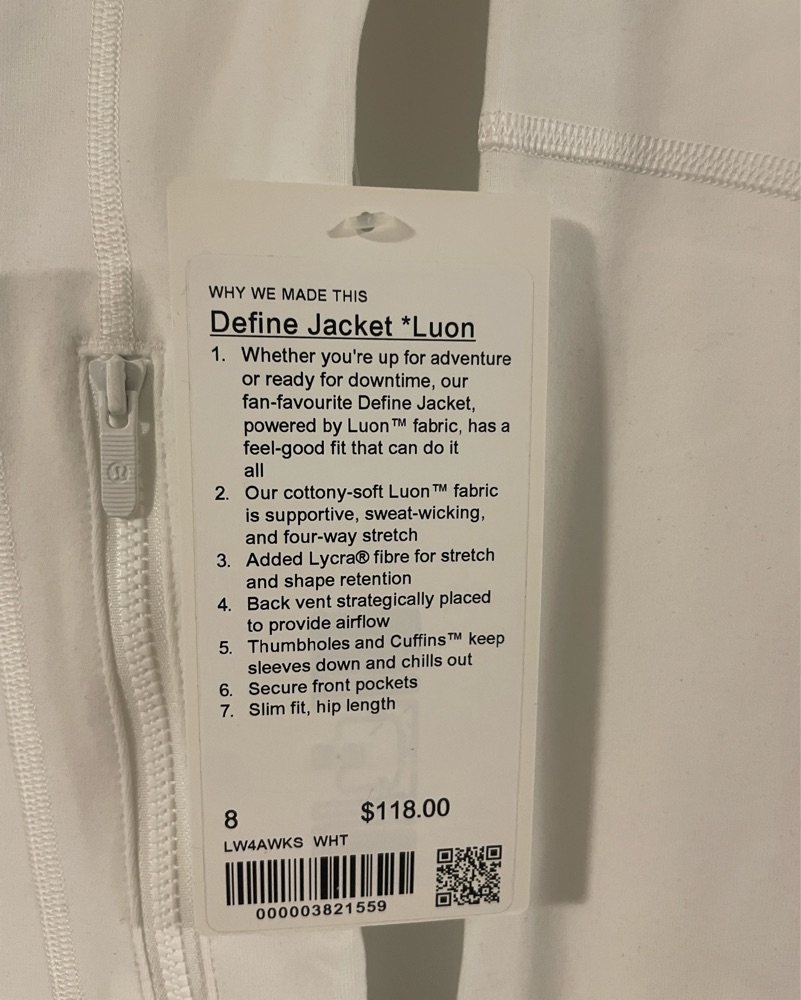 WHY WE MADE THIS
Define Jacket *Luon
1. Whether you're up for adventure
or ready for downtime, our
fan-favourite Define Jacket,
powered by Luon™ fabric, has a
feel-good fit that can do it
all
2. Our cottony-soft Luon™ fabric
is supportive, sweat-wicking,
and four-way stretch
3. Added Lycra® fibre for stretch
and shape retention
4. Back vent strategically placed
to provide airflow
5. Thumbholes and Cuffins™ keep
sleeves down and chills out
6. Secure front pockets
7. Slim fit, hip length
8 $118.00
LW4AWKS WHT
000003821559